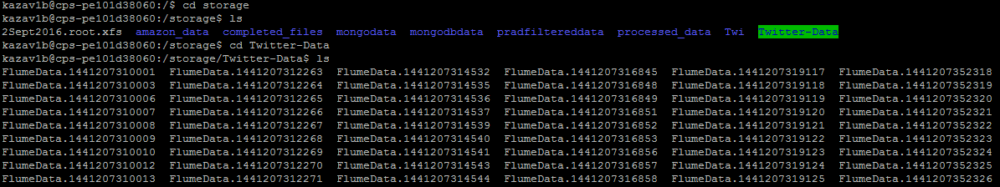 kazav1b@cps-pe101d38060:/$ cd storage
kazav1b@cps-pe101d38060:/storage$ ls
2Sept2016.root.xfs  amazon_data  completed_files  mongodata  mongodbdata  pradfiltereddata  processed_data  Twi  Twitter-Data
kazav1b@cps-pe101d38060:/storage$ cd Twitter-Data
kazav1b@cps-pe101d38060:/storage/Twitter-Data$ ls
FlumeData.1441207310001  FlumeData.1441207312263  FlumeData.1441207314532  FlumeData.1441207316845  FlumeData.1441207319117  FlumeData.1441207352318
FlumeData.1441207310003  FlumeData.1441207312264  FlumeData.1441207314535  FlumeData.1441207316848  FlumeData.1441207319118  FlumeData.1441207352319
FlumeData.1441207310006  FlumeData.1441207312265  FlumeData.1441207314536  FlumeData.1441207316849  FlumeData.1441207319119  FlumeData.1441207352320
FlumeData.1441207310007  FlumeData.1441207312266  FlumeData.1441207314537  FlumeData.1441207316851  FlumeData.1441207319120  FlumeData.1441207352321
FlumeData.1441207310008  FlumeData.1441207312267  FlumeData.1441207314539  FlumeData.1441207316852  FlumeData.1441207319121  FlumeData.1441207352322
FlumeData.1441207310009  FlumeData.1441207312268  FlumeData.1441207314540  FlumeData.1441207316853  FlumeData.1441207319122  FlumeData.1441207352323
FlumeData.1441207310010  FlumeData.1441207312269  FlumeData.1441207314541  FlumeData.1441207316856  FlumeData.1441207319123  FlumeData.1441207352324
FlumeData.1441207310012  FlumeData.1441207312270  FlumeData.1441207314543  FlumeData.1441207316857  FlumeData.1441207319124  FlumeData.1441207352325
FlumeData.1441207310013  FlumeData.1441207312271  FlumeData.1441207314544  FlumeData.1441207316858  FlumeData.1441207319125  FlumeData.1441207352326